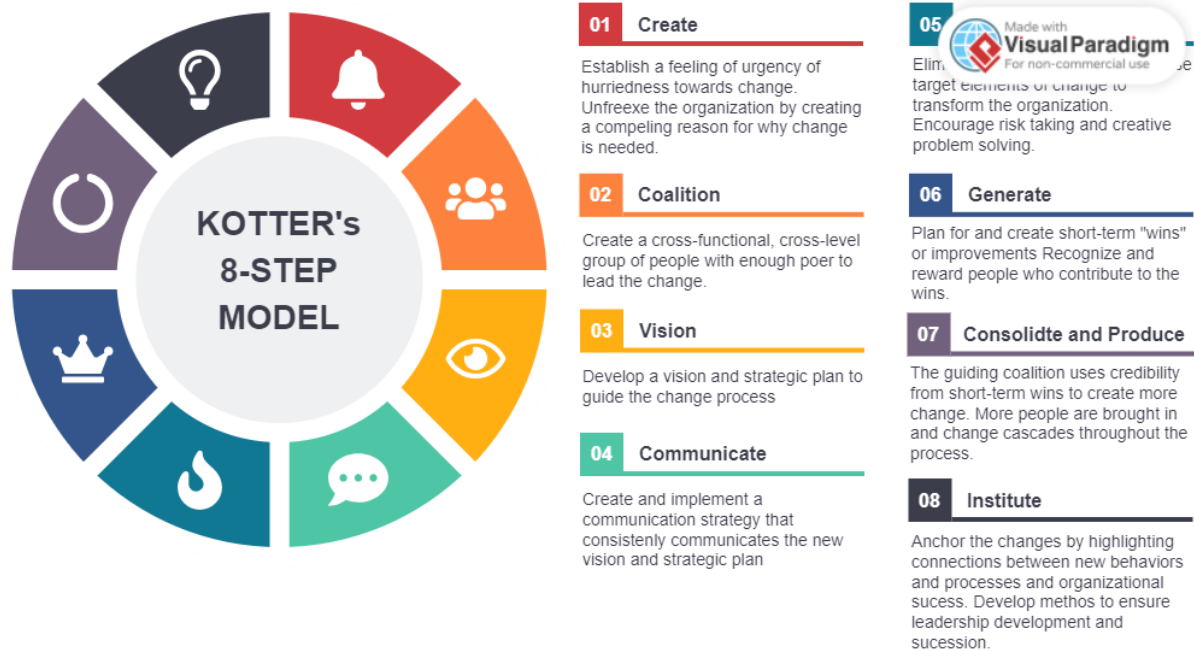 KOTTER's
8-STEP
MODEL
01 Create
Establish a feeling of urgency of
hurriedness towards change.
Unfreexe the organization by creating
a compeling reason for why change
is needed.
02 Coalition
Create a cross-functional, cross-level
group of people with enough poer to
lead the change.
03 Vision
Develop a vision and strategic plan to
guide the change process
04 Communicate
Create and implement a
communication strategy that
consistenly communicates the new
vision and strategic plan
05
Made with
Visual Paradigm
For non-commercial use
target elements of change to
transform the organization.
Encourage risk taking and creative
problem solving.
06 Generate
Plan for and create short-term "wins"
or improvements Recognize and
reward people who contribute to the
wins.
07 Consolidte and Produce
The guiding coalition uses credibility
from short-term wins to create more
change. More people are brought in
and change cascades throughout the
process.
08 Institute
Anchor the changes by highlighting
connections between new behaviors
and processes and organizational
sucess. Develop methos to ensure
leadership development and
sucession.